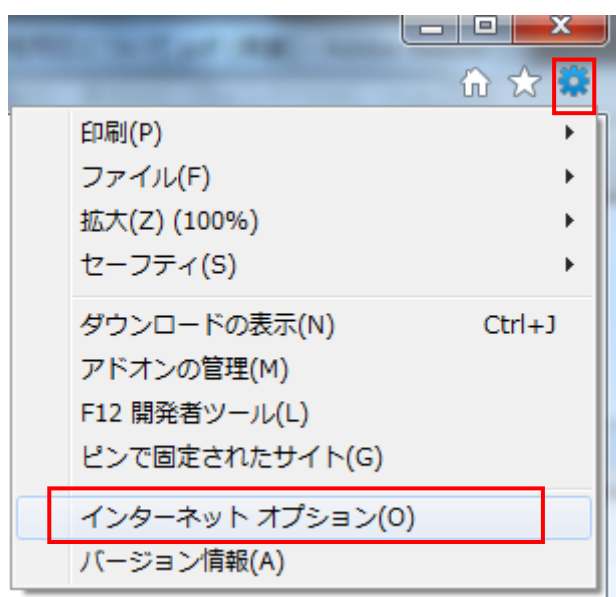 印刷(P)
ファイル(F)
拡大(Z) (100%)
セーフティ(S)
ダウンロードの表示(N) Ctrl+J
アドオンの管理(M)
F12 開発者ツール(L)
ピンで固定されたサイト(G)
インターネット オプション(O)
バージョン情報(A)